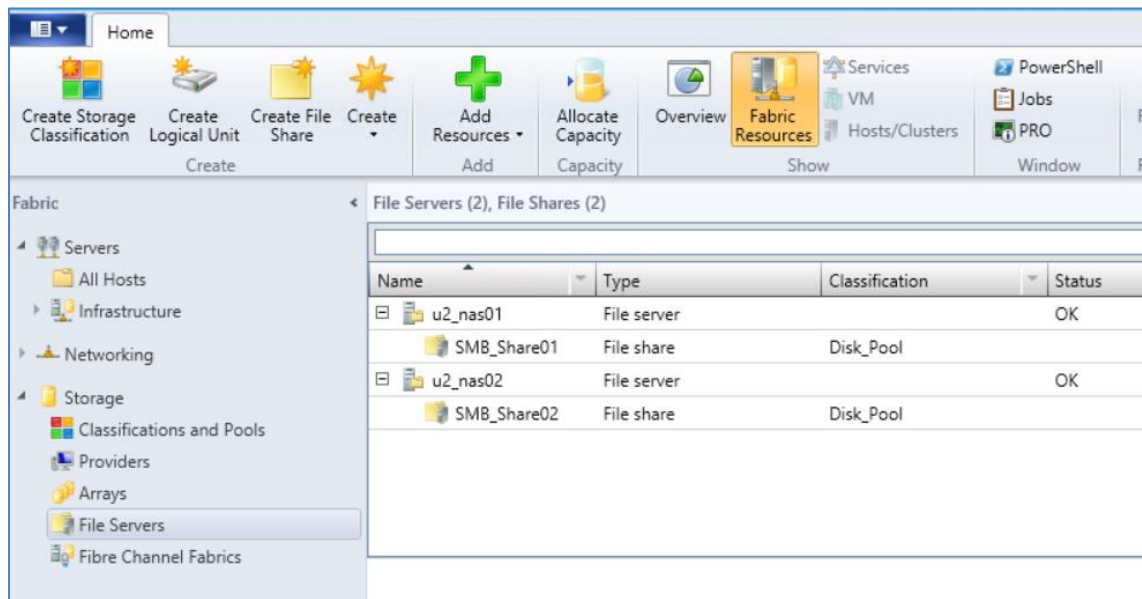 Home
Create Storage Classification
Create Logical Unit
Create File Share
Create
Add Resources
Allocate Capacity
Overview
Fabric Resources
Services
VM
Hosts/Clusters
PowerShell
Jobs
PRO
Create
Add
Capacity
Show
Window
Fabric
File Servers (2), File Shares (2)
Servers
All Hosts
Infrastructure
Networking
Storage
Classifications and Pools
Providers
Arrays
File Servers
Fibre Channel Fabrics
Name Type Classification Status
u2_nas01 File server OK
SMB_Share01 File share Disk_Pool
u2_nas02 File server OK
SMB_Share02 File share Disk_Pool